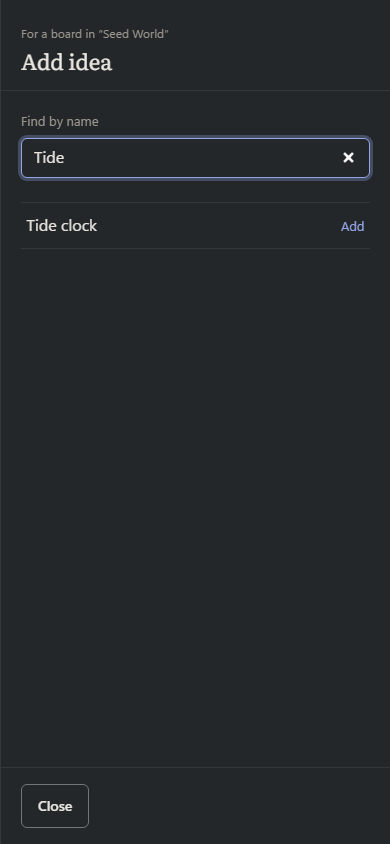 For a board in “Seed World”
Add idea
Find by name
Tide
Tide clock
Add
Close